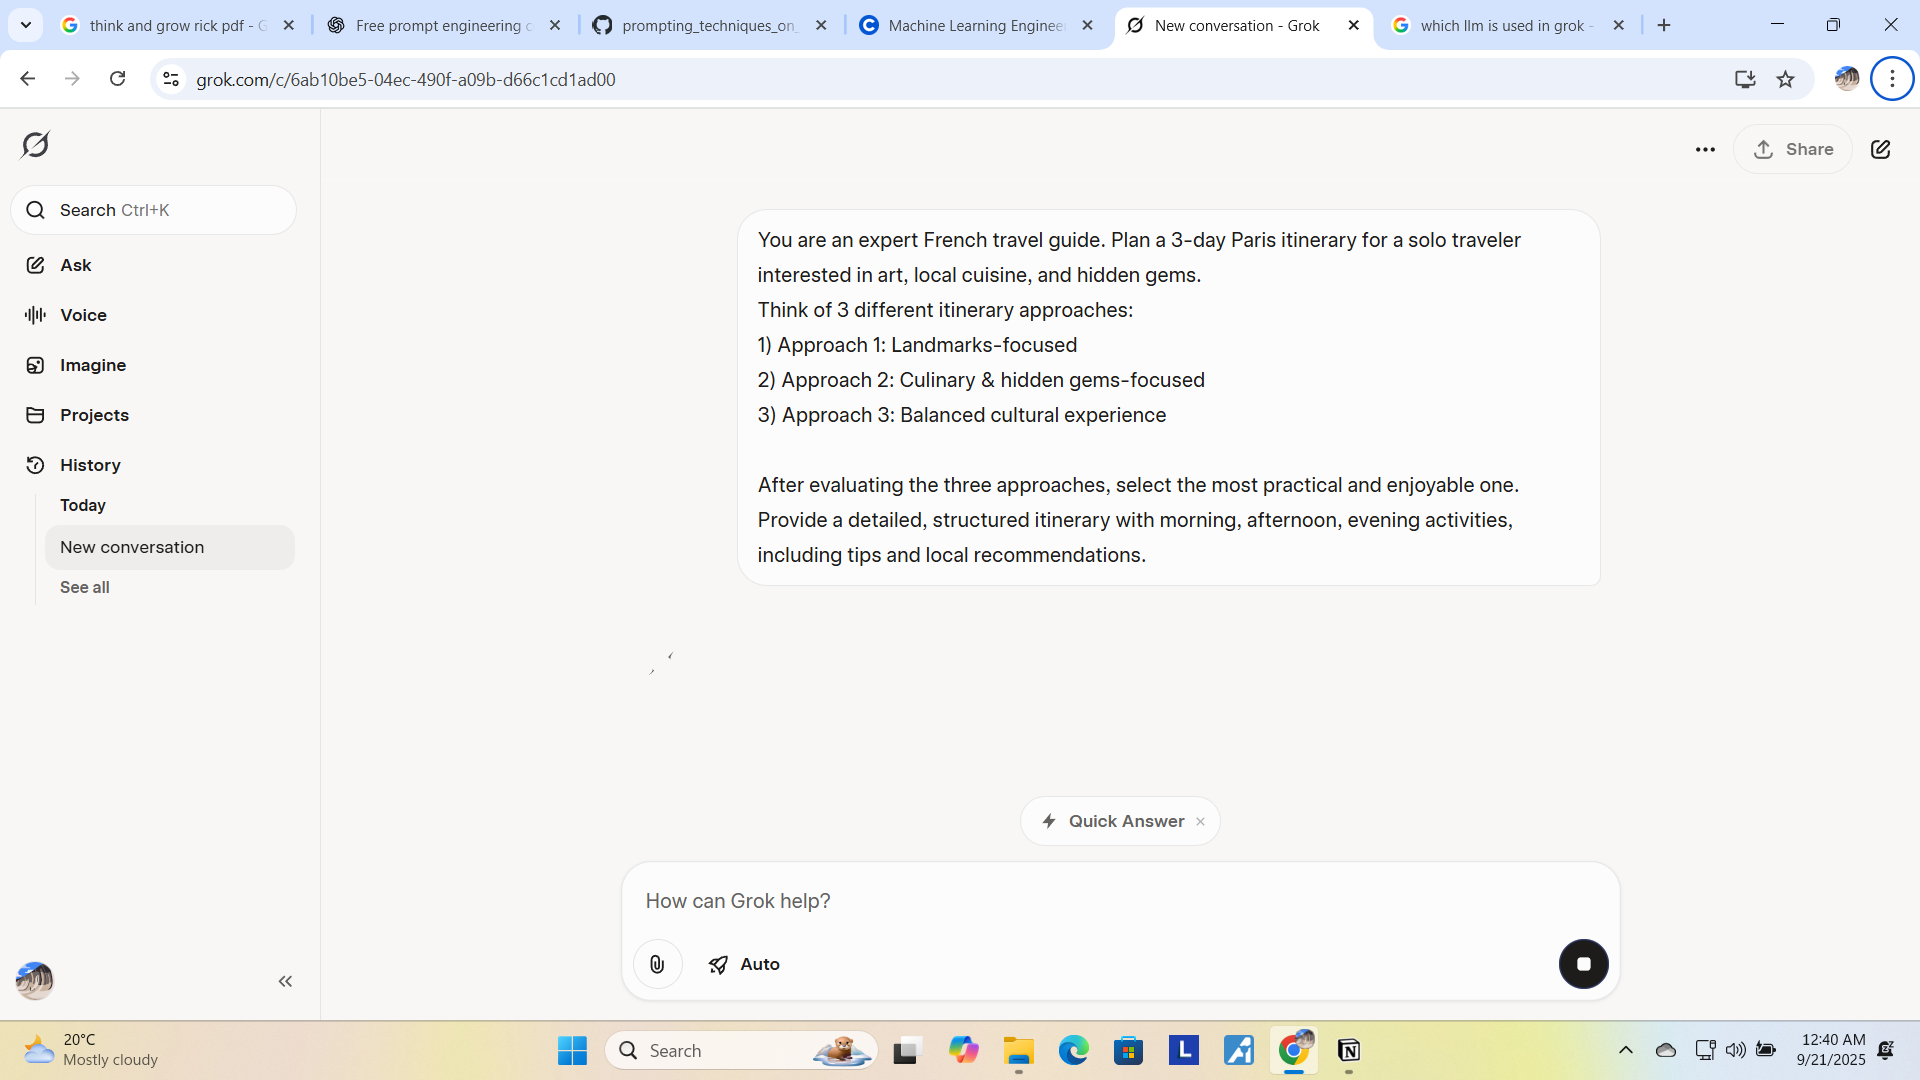 think and grow rick pdf - G
Free prompt engineering c
prompting_techniques_on_
Machine Learning Engineer
New conversation - Grok
which llm is used in grok -
grok.com/c/6ab10be5-04ec-490f-a09b-d66c1cd1ad00
Share
Search Ctrl+K
Ask
Voice
Imagine
Projects
History
Today
New conversation
See all
You are an expert French travel guide. Plan a 3-day Paris itinerary for a solo traveler
interested in art, local cuisine, and hidden gems.
Think of 3 different itinerary approaches:
1) Approach 1: Landmarks-focused
2) Approach 2: Culinary & hidden gems-focused
3) Approach 3: Balanced cultural experience
After evaluating the three approaches, select the most practical and enjoyable one.
Provide a detailed, structured itinerary with morning, afternoon, evening activities,
including tips and local recommendations.
Quick Answer
How can Grok help?
Auto
20°C
Mostly cloudy
Search
12:40 AM
9/21/2025